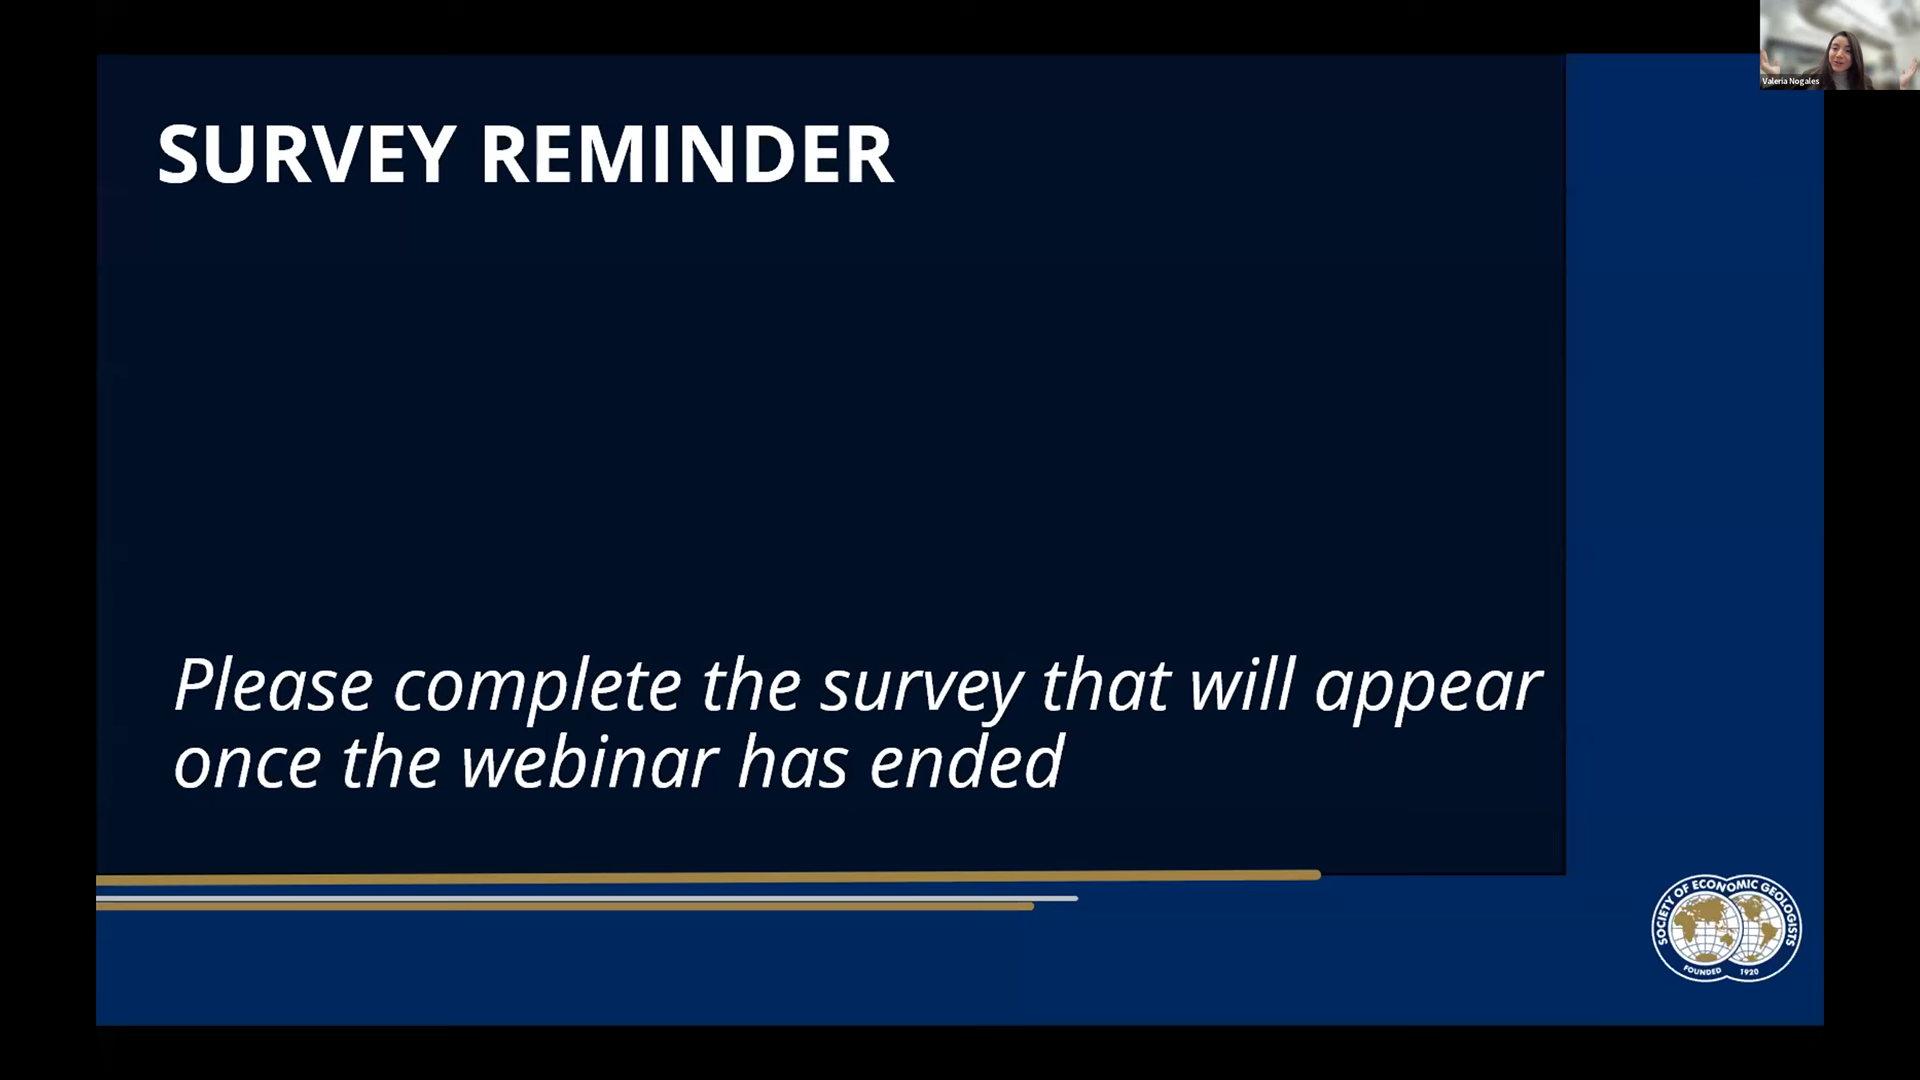 Valeria Nogales
SURVEY REMINDER
Please complete the survey that will appear
once the webinar has ended
SOCIETY OF ECONOMIC GEOLOGISTS
FOUNDED 1920